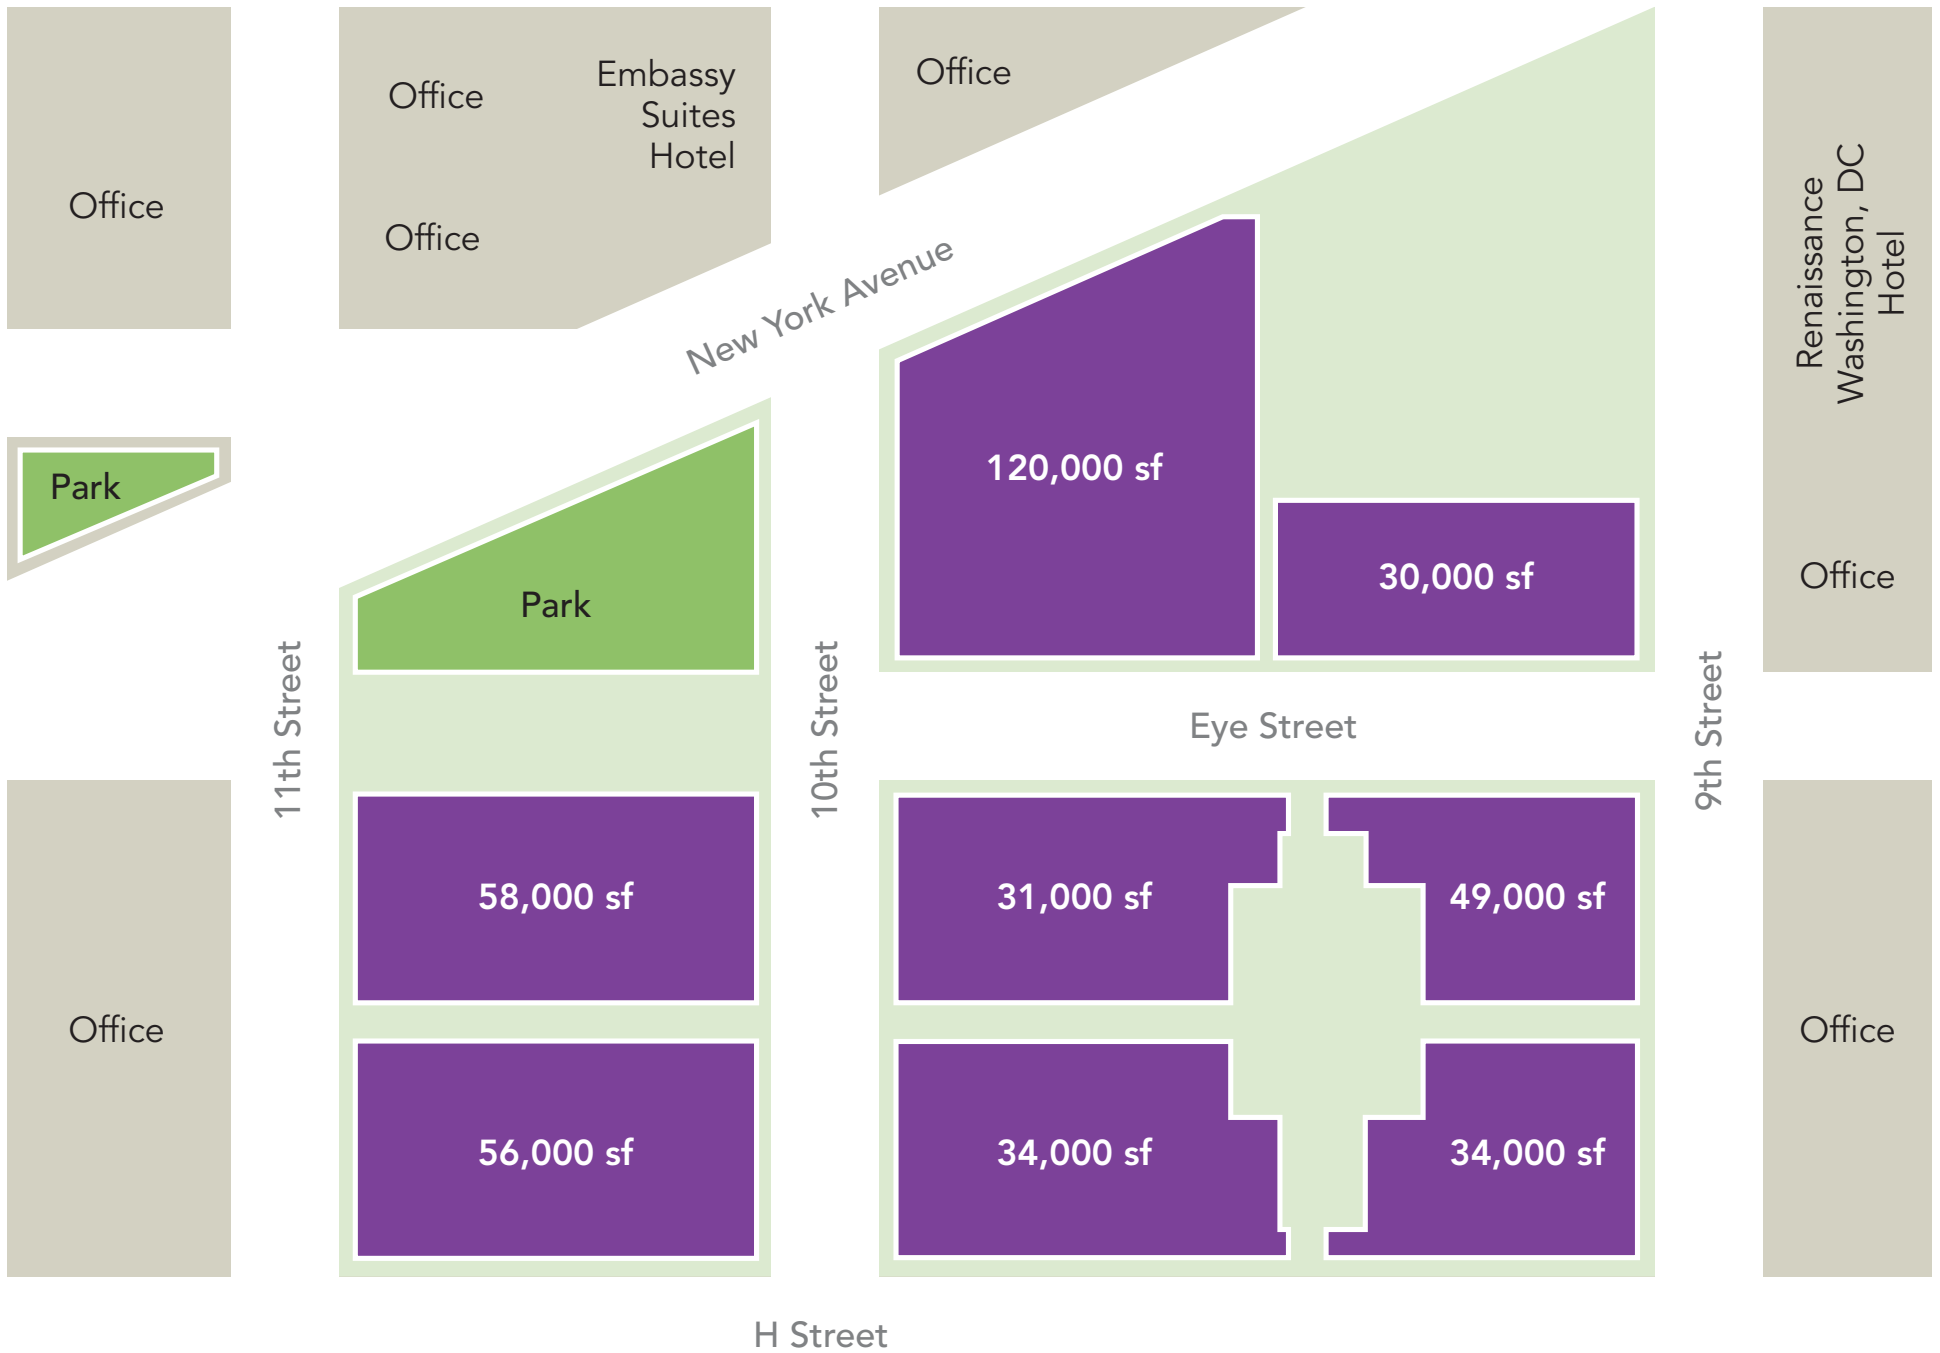 Office
Embassy
Suites
Hotel
Office
Office
Office
Renaissance
Washington, DC
Hotel
Office
New York Avenue
Park
120,000 sf
30,000 sf
Park
Office
11th Street
10th Street
Eye Street
9th Street
58,000 sf
31,000 sf
49,000 sf
Office
Office
56,000 sf
34,000 sf
34,000 sf
H Street